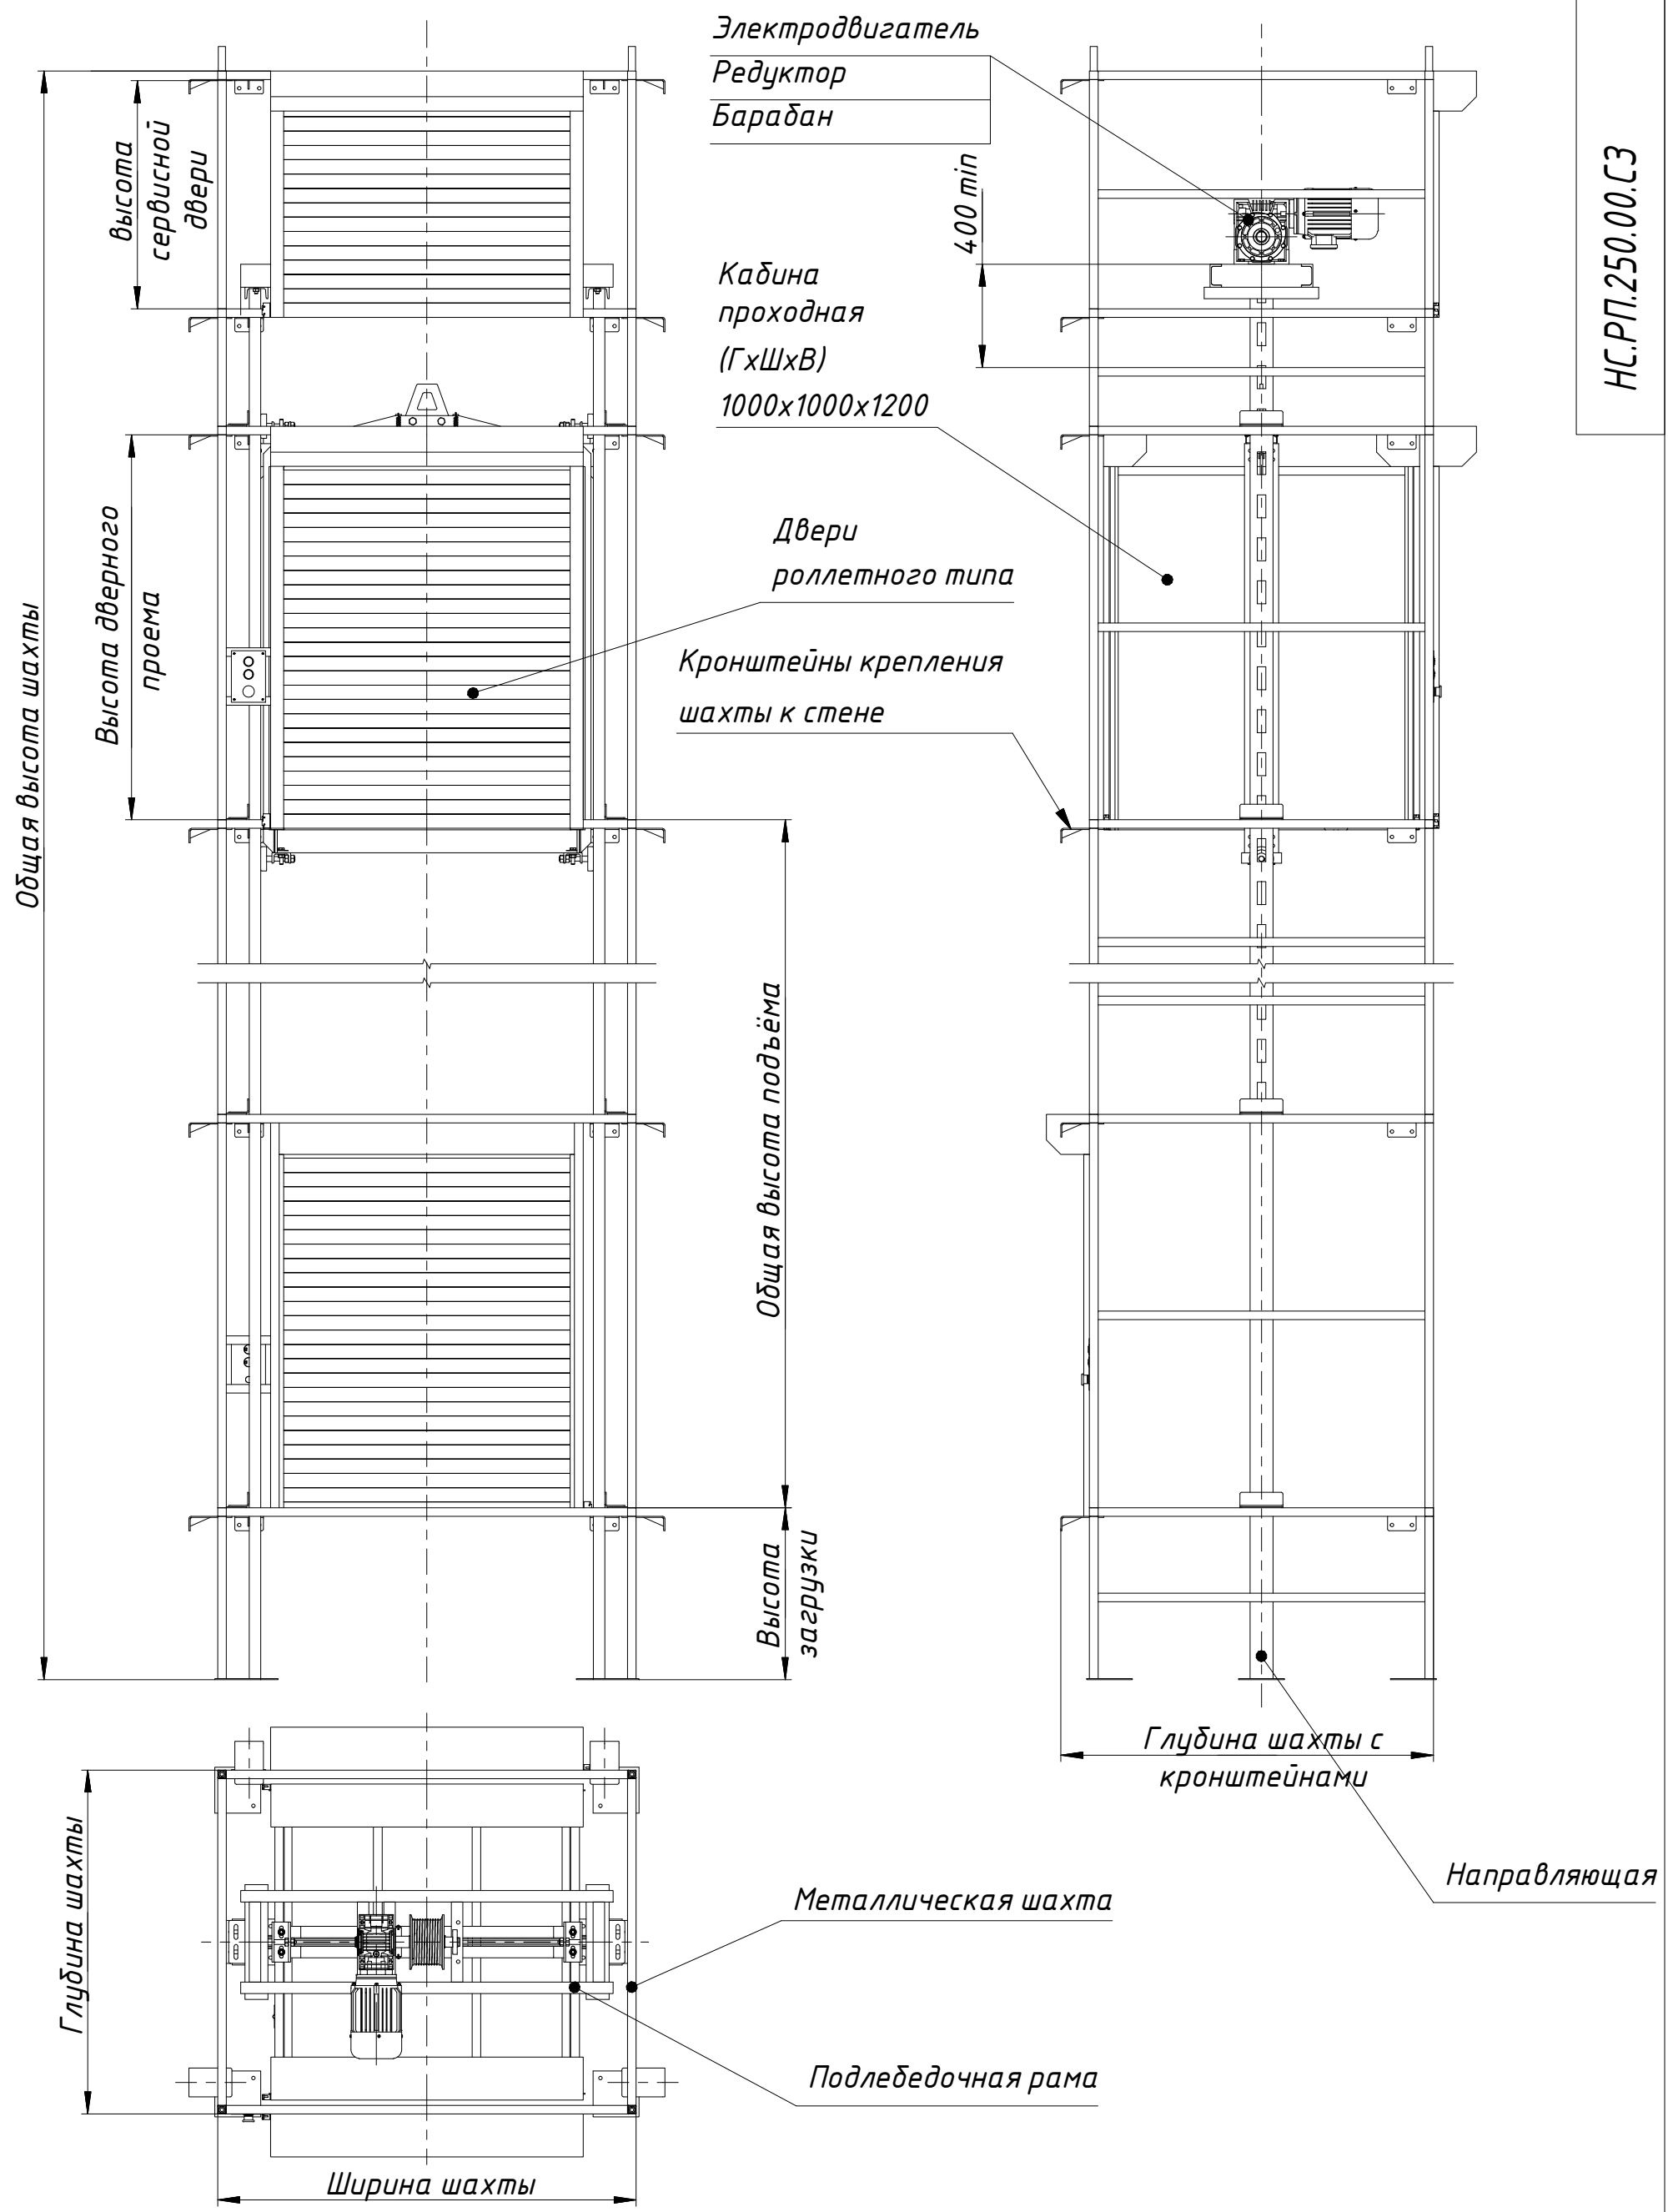 Электродвигатель
Редуктор
Барабан
НС.РП.250.00.СЗ
высота
сервисной
двери
400 min
Кабина
проходная
(ГхШхВ)
1000х1000х1200
Двери
роллетного типа
Высота дверного
проема
Общая высота шахты
Кронштейны крепления
шахты к стене
Общая высота подъёма
Высота
загрузки
Глубина шахты с
кронштейнами
Глубина шахты
Направляющая
Металлическая шахта
Подлебедочная рама
Ширина шахты